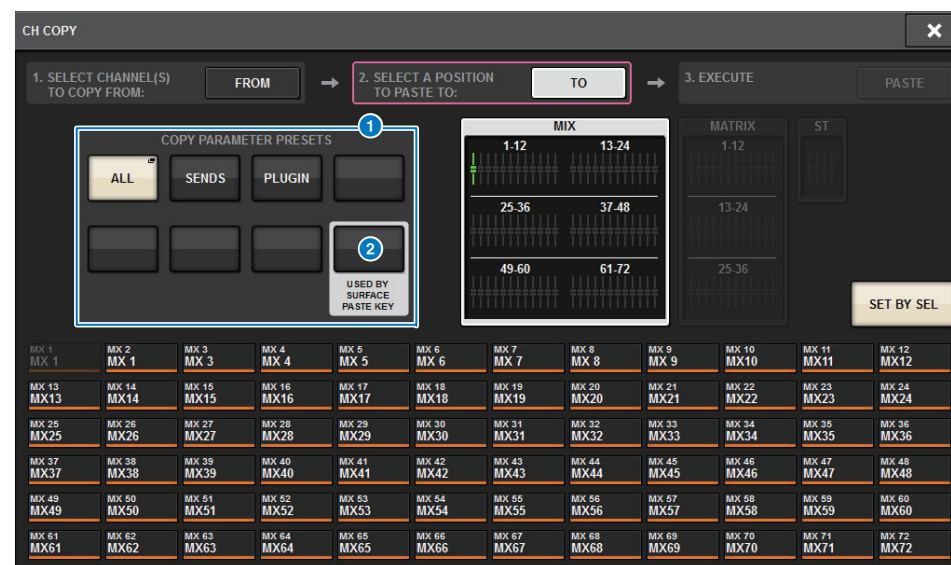 CH COPY
1. SELECT CHANNEL(S)
TO COPY FROM:
FROM
2. SELECT A POSITION
TO PASTE TO:
TO
3. EXECUTE
PASTE
1
COPY PARAMETER PRESETS
ALL
SENDS
PLUGIN
2
USED BY
SURFACE
PASTE KEY
MIX
1-12 13-24
25-36 37-48
49-60 61-72
MATRIX
1-12
13-24
25-36
ST
SET BY SEL
MX 1 MX 2 MX 3 MX 4 MX 5 MX 6 MX 7 MX 8 MX 9 MX 10 MX 11 MX 12
MX 1 MX 2 MX 3 MX 4 MX 5 MX 6 MX 7 MX 8 MX 9 MX10 MX11 MX12
MX 13 MX 14 MX 15 MX 16 MX 17 MX 18 MX 19 MX 20 MX 21 MX 22 MX 23 MX 24
MX13 MX14 MX15 MX16 MX17 MX18 MX19 MX20 MX21 MX22 MX23 MX24
MX 25 MX 26 MX 27 MX 28 MX 29 MX 30 MX 31 MX 32 MX 33 MX 34 MX 35 MX 36
MX25 MX26 MX27 MX28 MX29 MX30 MX31 MX32 MX33 MX34 MX35 MX36
MX 37 MX 38 MX 39 MX 40 MX 41 MX 42 MX 43 MX 44 MX 45 MX 46 MX 47 MX 48
MX37 MX38 MX39 MX40 MX41 MX42 MX43 MX44 MX45 MX46 MX47 MX48
MX 49 MX 50 MX 51 MX 52 MX 53 MX 54 MX 55 MX 56 MX 57 MX 58 MX 59 MX 60
MX49 MX50 MX51 MX52 MX53 MX54 MX55 MX56 MX57 MX58 MX59 MX60
MX 61 MX 62 MX 63 MX 64 MX 65 MX 66 MX 67 MX 68 MX 69 MX 70 MX 71 MX 72
MX61 MX62 MX63 MX64 MX65 MX66 MX67 MX68 MX69 MX70 MX71 MX72